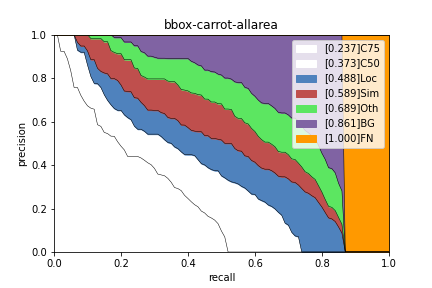 bbox-carrot-allarea
1.0
0.8
0.6
0.4
0.2
0.0
precision
[0.237]C75
[0.373]C50
[0.488]Loc
[0.589]Sim
[0.689]Oth
[0.861]BG
[1.000]FN
0.0 0.2 0.4 0.6 0.8 1.0
recall